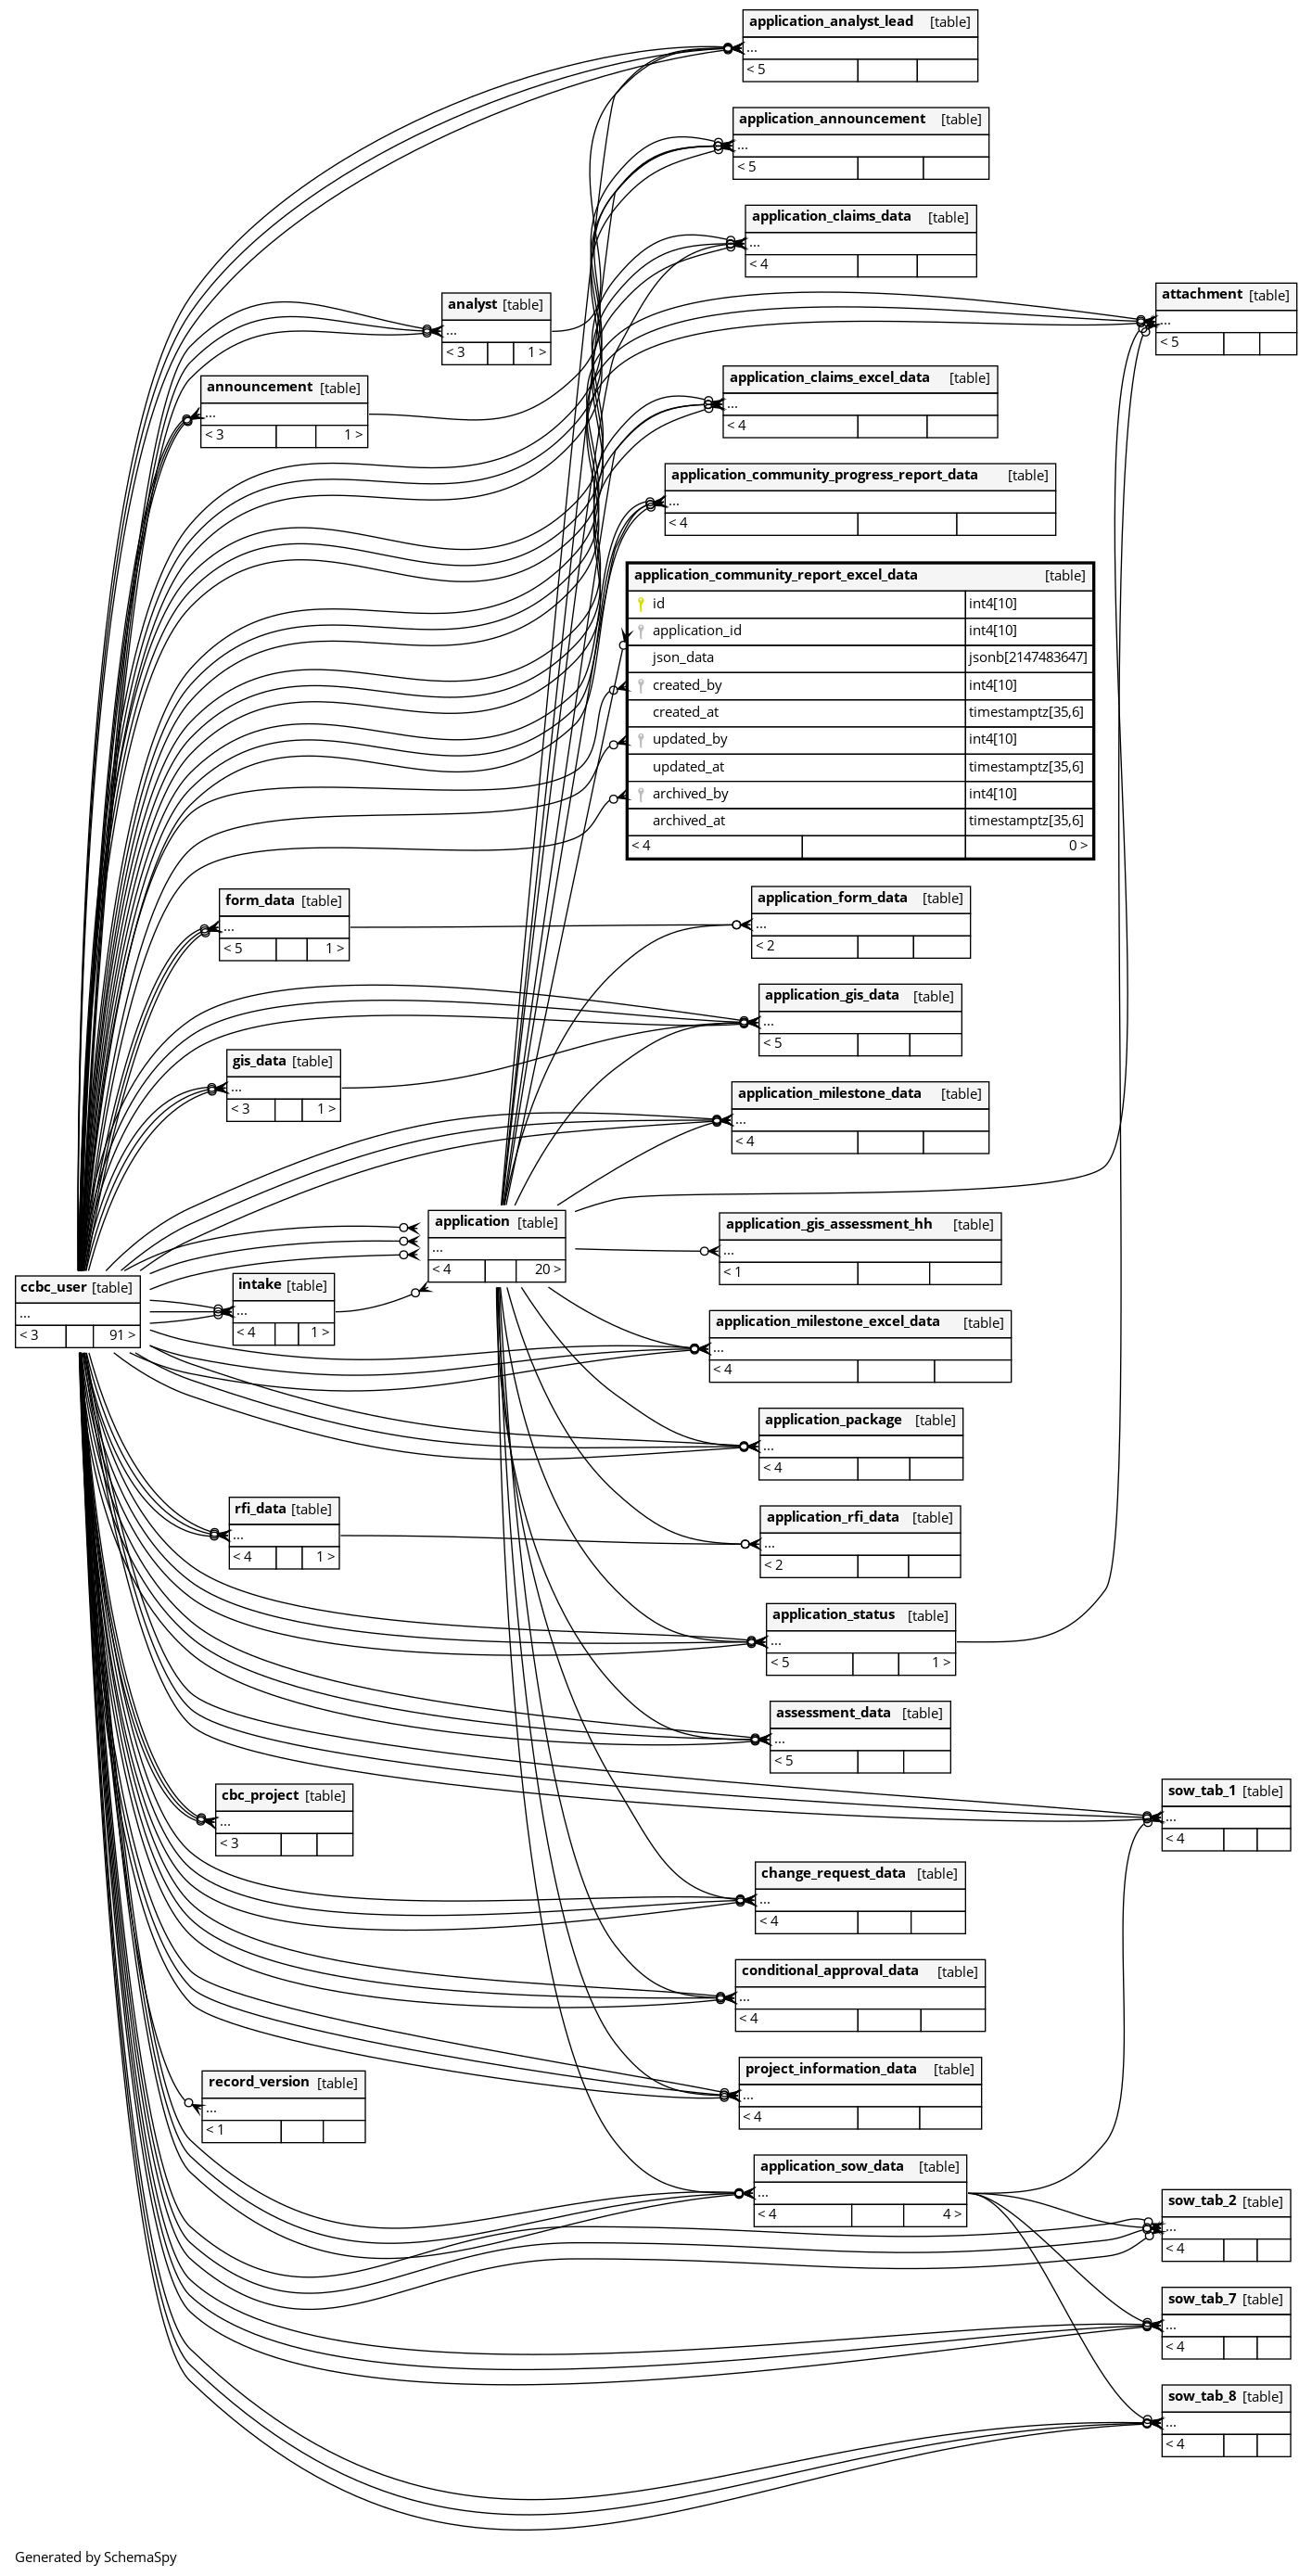 application_analyst_lead [table]
...
< 5
application_announcement [table]
...
< 5
application_claims_data [table]
...
< 4
attachment [table]
...
< 5
analyst [table]
...
< 3 1 >
application_claims_excel_data [table]
...
< 4
announcement [table]
...
< 3 1 >
application_community_progress_report_data [table]
...
< 4
application_community_report_excel_data [table]
id int4[10]
application_id int4[10]
json_data jsonb[2147483647]
created_by int4[10]
created_at timestamptz[35,6]
updated_by int4[10]
updated_at timestamptz[35,6]
archived_by int4[10]
archived_at timestamptz[35,6]
< 4 0 >
form_data [table]
...
< 5 1 >
application_form_data [table]
...
< 2
application_gis_data [table]
...
< 5
gis_data [table]
...
< 3 1 >
application_milestone_data [table]
...
< 4
application [table]
...
< 4 20 >
application_gis_assessment_hh [table]
...
< 1
ccbc_user [table]
...
< 3 91 >
intake [table]
...
< 4 1 >
application_milestone_excel_data [table]
...
< 4
application_package [table]
...
< 4
rfi_data [table]
...
< 4 1 >
application_rfi_data [table]
...
< 2
application_status [table]
...
< 5 1 >
assessment_data [table]
...
< 5
cbc_project [table]
...
< 3
sow_tab_1 [table]
...
< 4
change_request_data [table]
...
< 4
conditional_approval_data [table]
...
< 4
project_information_data [table]
...
< 4
record_version [table]
...
< 1
application_sow_data [table]
...
< 4 4 >
sow_tab_2 [table]
...
< 4
sow_tab_7 [table]
...
< 4
sow_tab_8 [table]
...
< 4
Generated by SchemaSpy